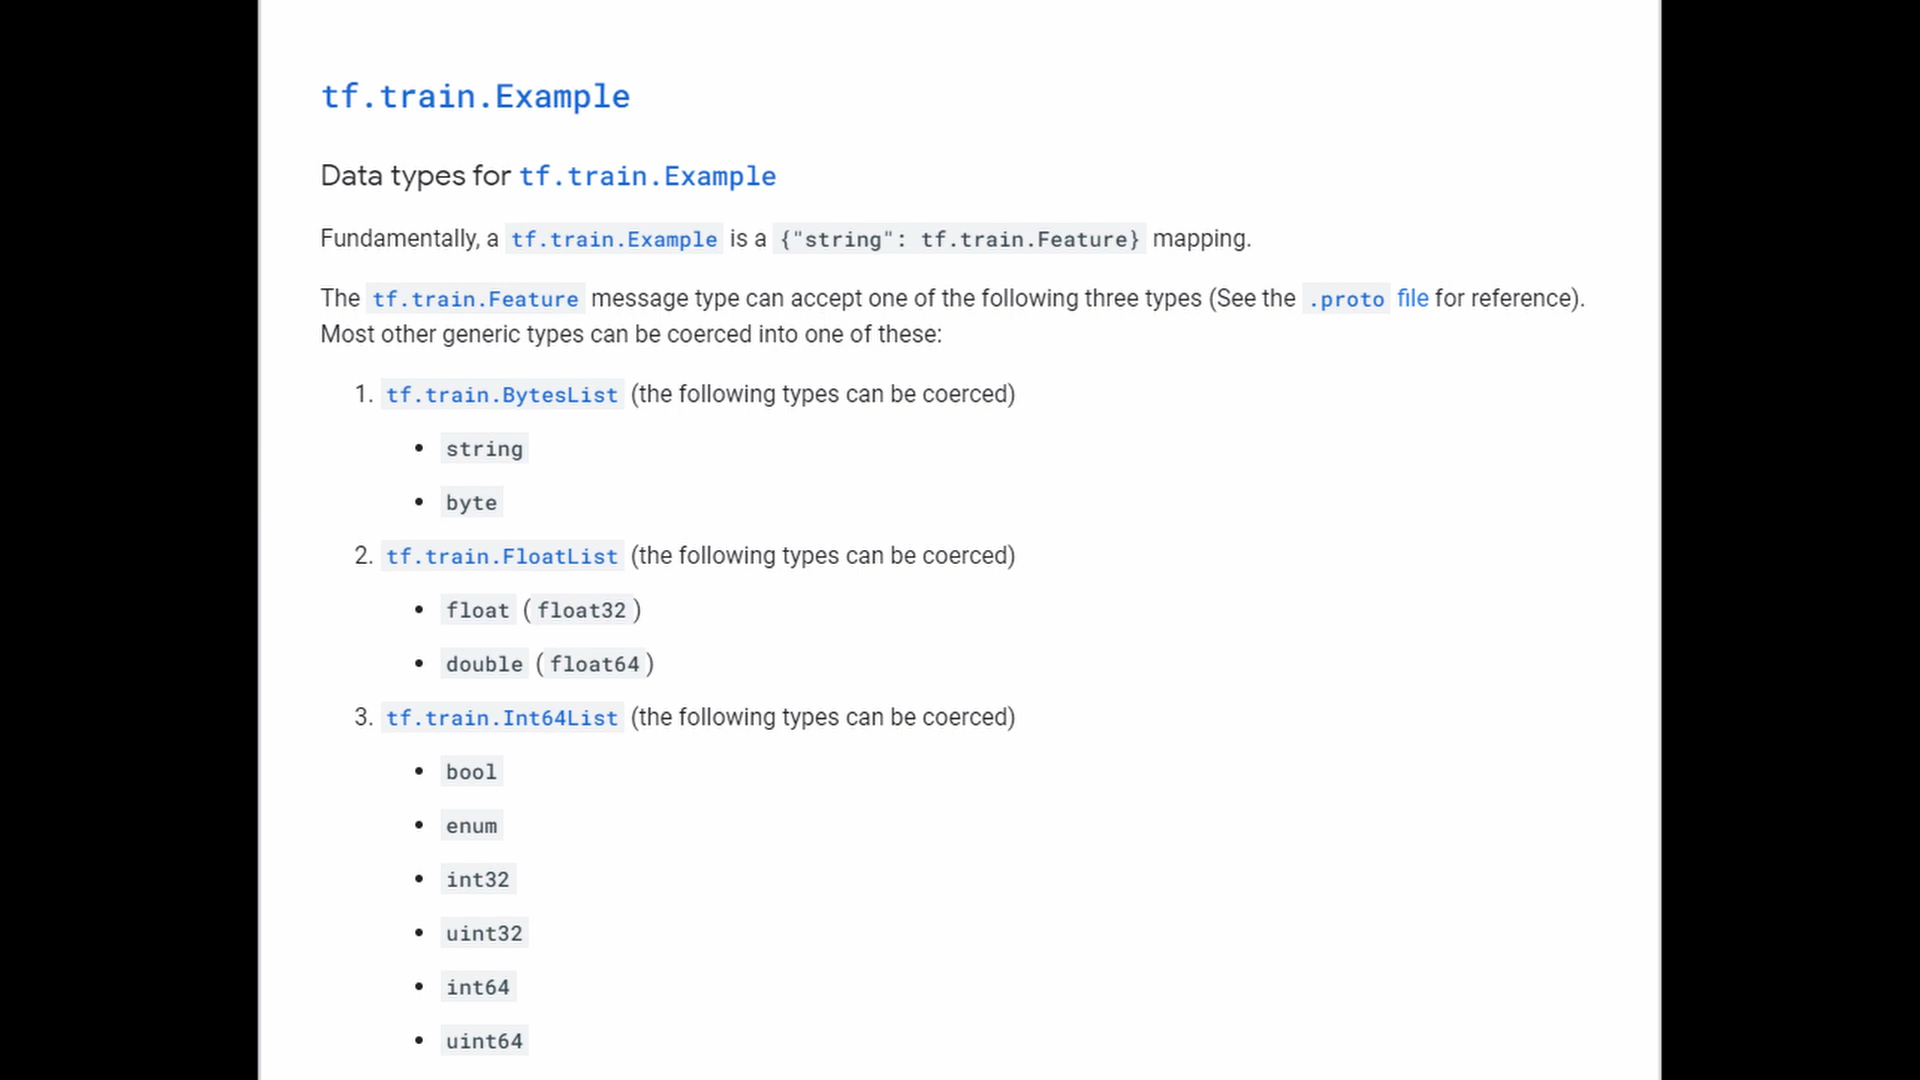 tf.train.Example
Data types for tf.train.Example
Fundamentally, a tf.train.Example is a {"string": tf.train.Feature} mapping.
The tf.train.Feature message type can accept one of the following three types (See the .proto file for reference).
Most other generic types can be coerced into one of these:
1. tf.train.BytesList (the following types can be coerced)
• string
• byte
2. tf.train.FloatList (the following types can be coerced)
• float (float32)
• double (float64)
3. tf.train.Int64List (the following types can be coerced)
• bool
• enum
• int32
• uint32
• int64
• uint64